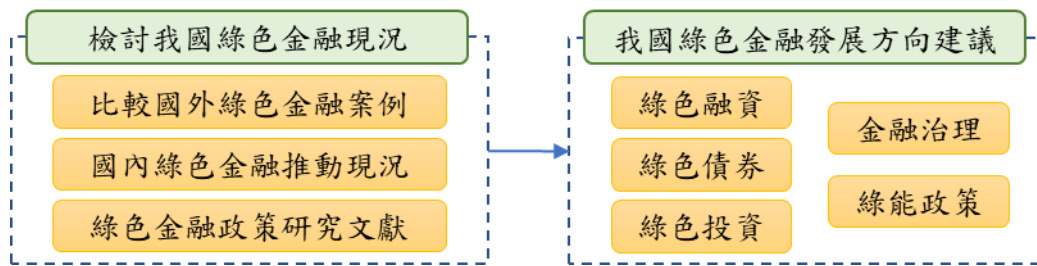 檢討我國綠色金融現況
比較國外綠色金融案例
國內綠色金融推動現況
綠色金融政策研究文獻
我國綠色金融發展方向建議
綠色融資
綠色債券
綠色投資
金融治理
綠能政策